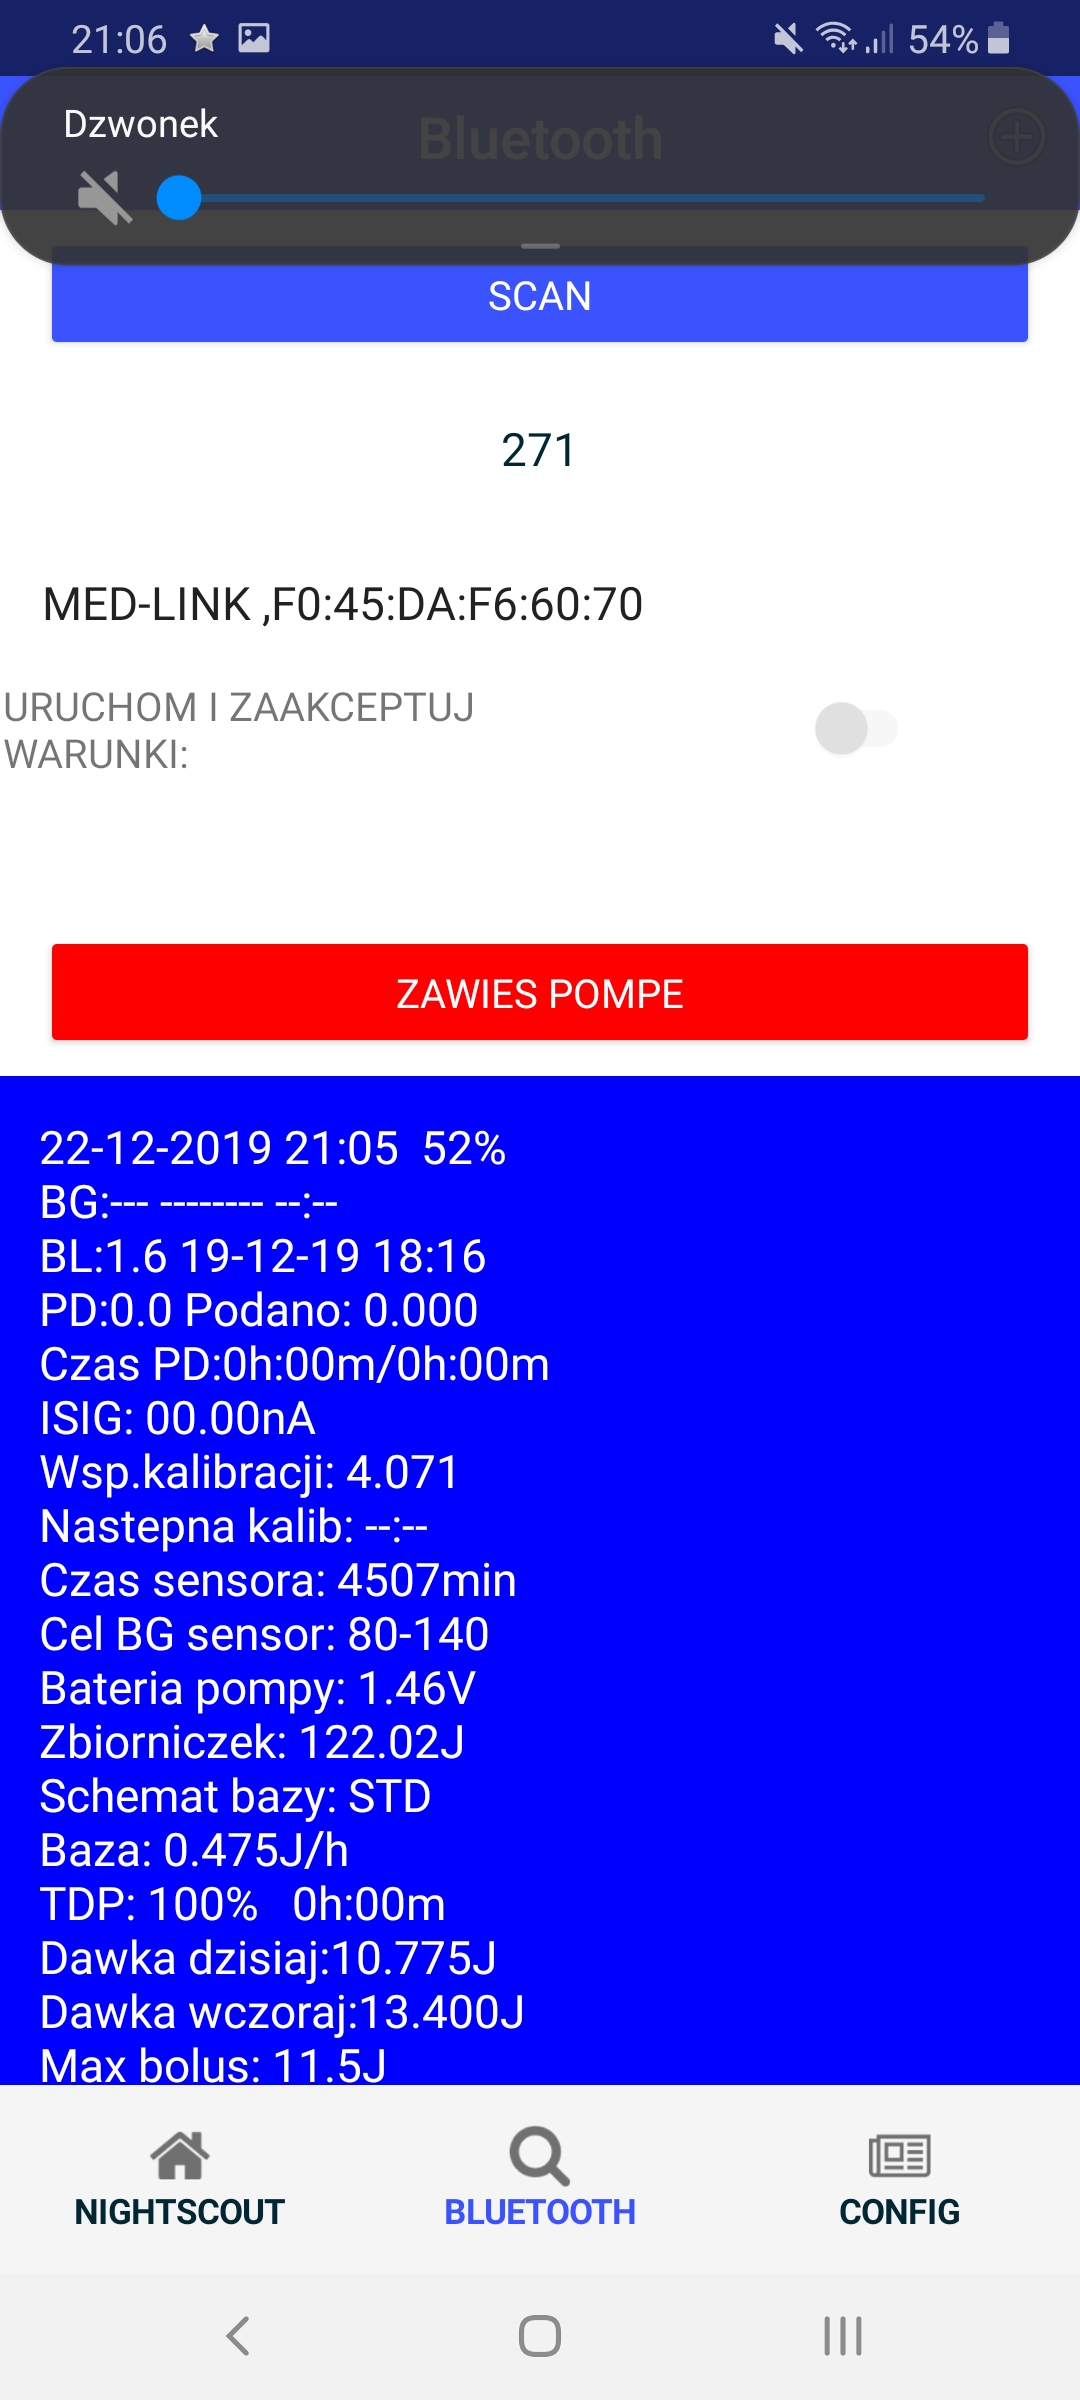 21:06 54%
Dzwonek
Bluetooth
SCAN
271
MED-LINK ,F0:45:DA:F6:60:70
URUCHOM I ZAAKCEPTUJ
WARUNKI:
ZAWIES POMPE
22-12-2019 21:05  52%
BG:--- -------- --:--
BL:1.6 19-12-19 18:16
PD:0.0 Podano: 0.000
Czas PD:0h:00m/0h:00m
ISIG: 00.00nA
Wsp.kalibracji: 4.071
Nastepna kalib: --:--
Czas sensora: 4507min
Cel BG sensor: 80-140
Bateria pompy: 1.46V
Zbiorniczek: 122.02J
Schemat bazy: STD
Baza: 0.475J/h
TDP: 100%   0h:00m
Dawka dzisiaj:10.775J
Dawka wczoraj:13.400J
Max bolus: 11.5J
NIGHTSCOUT BLUETOOTH CONFIG